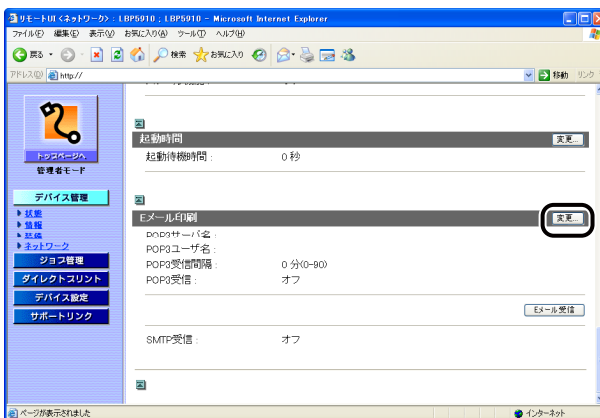 リモートUI <ネットワーク> : LBP5910 ; LBP5910 - Microsoft Internet Explorer
ファイル(F) 編集(E) 表示(V) お気に入り(A) ツール(T) ヘルプ(H)
戻る 検索 お気に入り
アドレス(D) http:// 移動 リンク
トップページへ
管理者モード
デバイス管理
状態
情報
ネットワーク
ジョブ管理
ダイレクトプリント
デバイス設定
サポートリンク
起動時間 変更...
起動待機時間 : 0 秒
Eメール印刷 変更...
POP3サーバ名 :
POP3ユーザ名 :
POP3受信間隔 : 0 分(0-90)
POP3受信 : オフ
Eメール受信
SMTP受信 : オフ
ページが表示されました インターネット